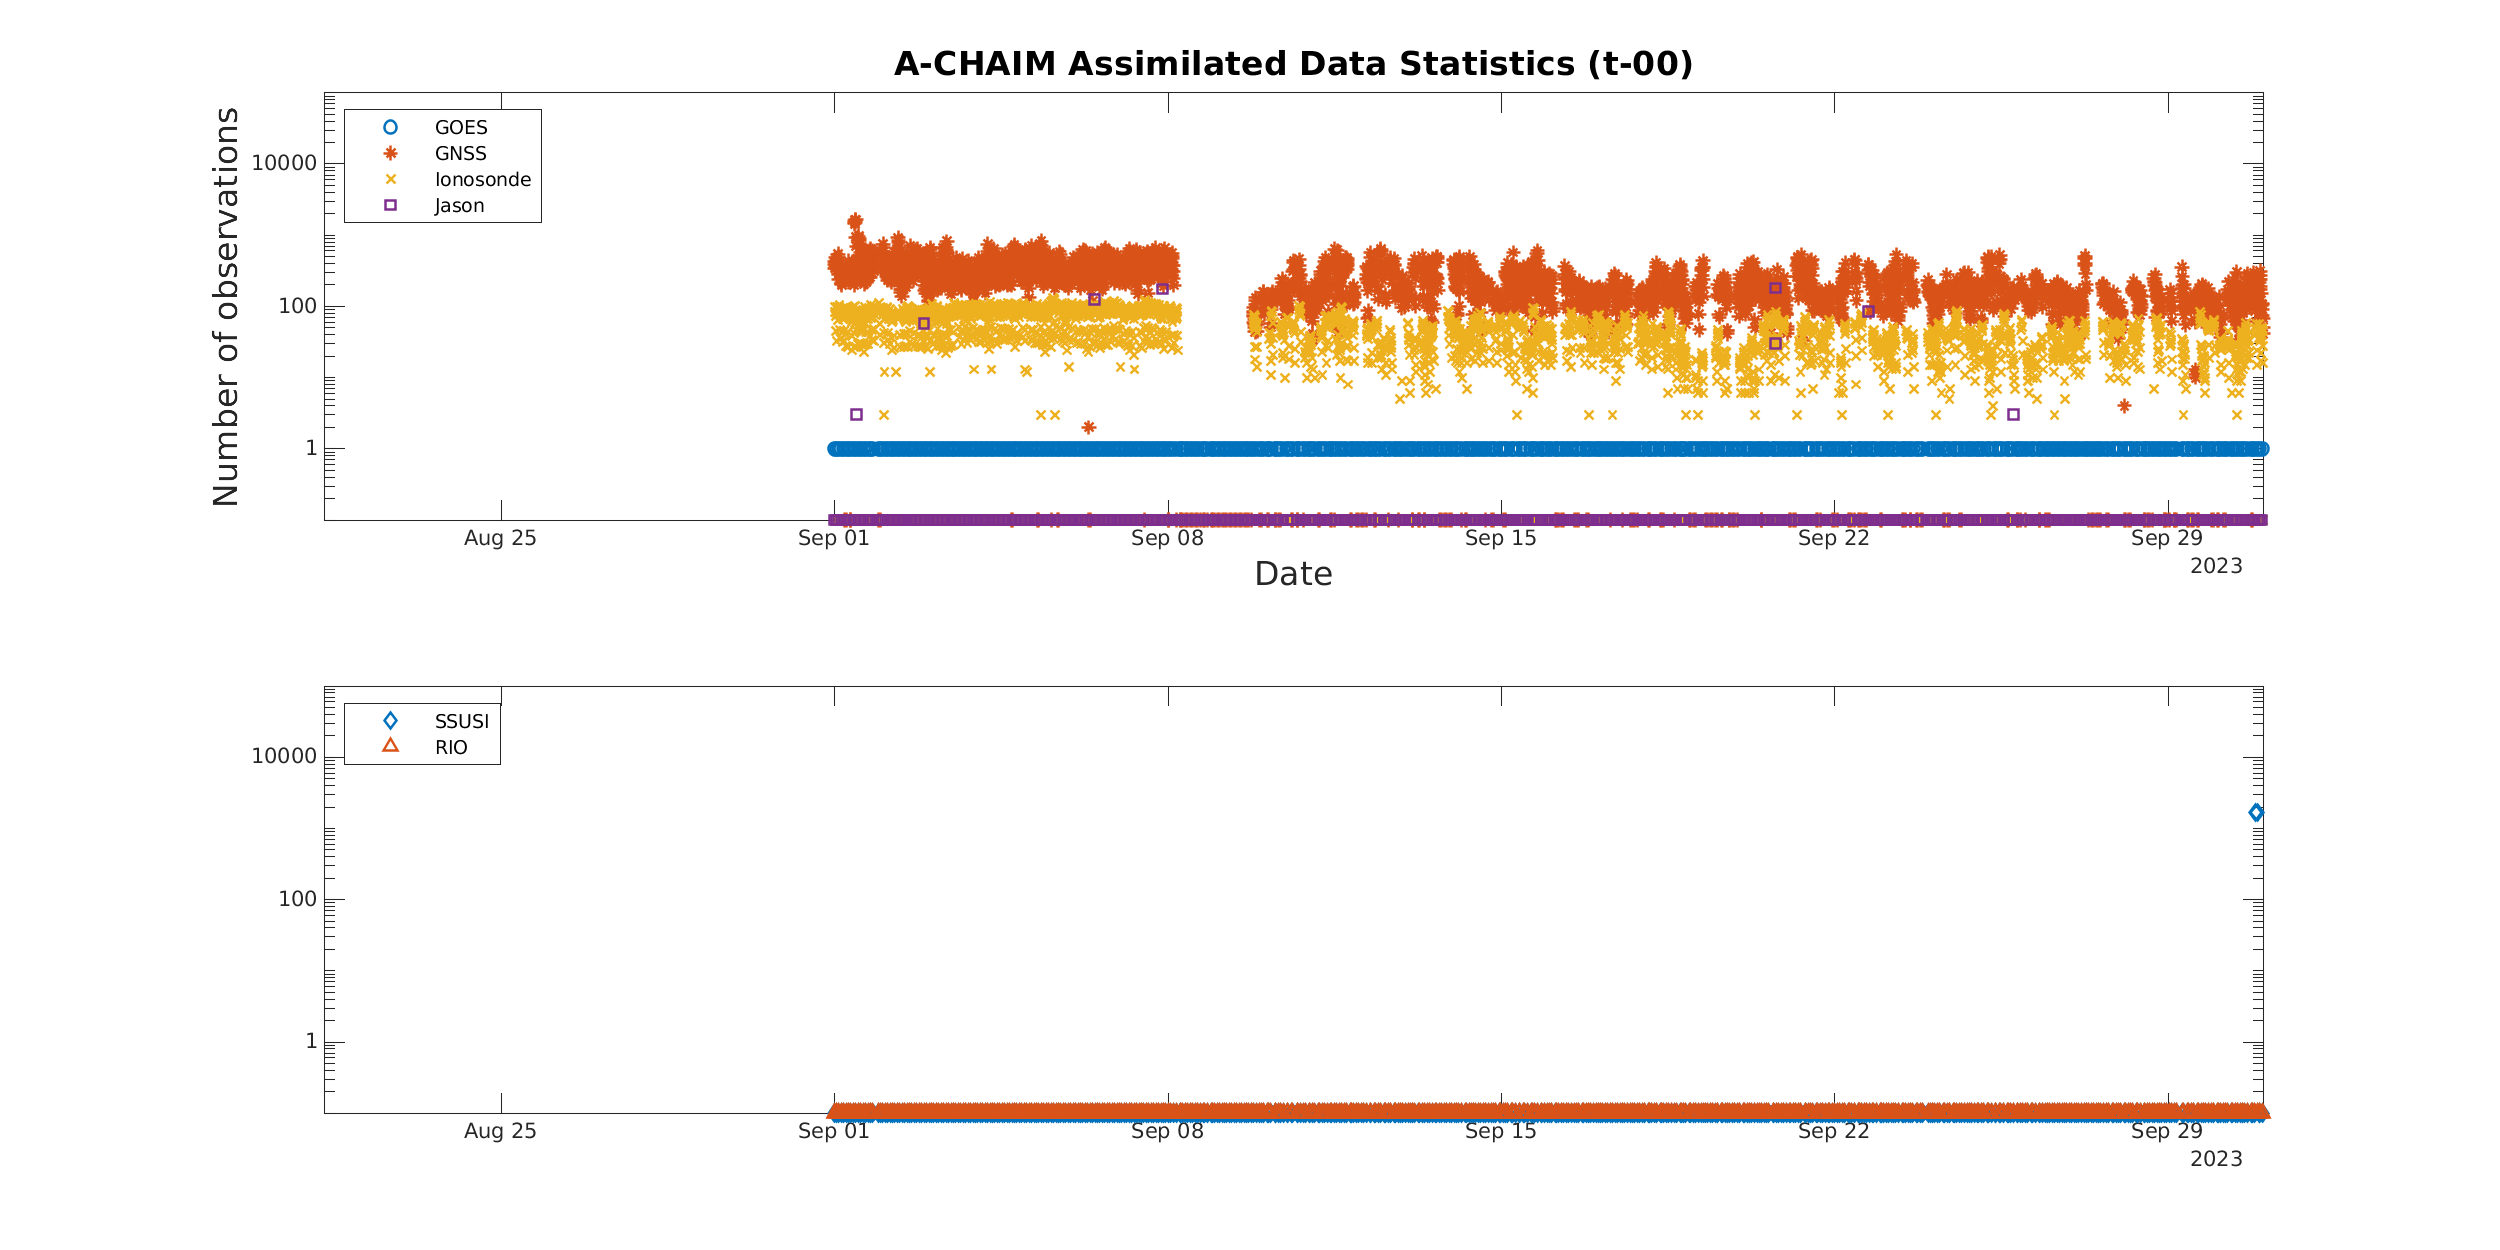 A-CHAIM Assimilated Data Statistics (t-00)
Number of observations
GOES
GNSS
Ionosonde
Jason
10000
100
1
Aug 25
Sep 01
Sep 08
Sep 15
Sep 22
Sep 29
2023
Date
SSUSI
RIO
10000
100
1
Aug 25
Sep 01
Sep 08
Sep 15
Sep 22
Sep 29
2023